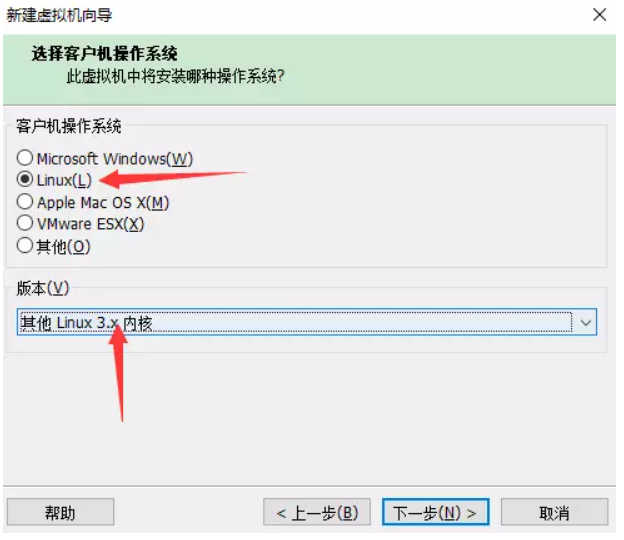 新建虚拟机向导
选择客户机操作系统
此虚拟机中将安装哪种操作系统?
客户机操作系统
Microsoft Windows(W)
Linux(L)
Apple Mac OS X(M)
VMware ESX(X)
其他(O)
版本(V)
其他 Linux 3.x 内核
帮助
< 上一步(B)
下一步(N) >
取消